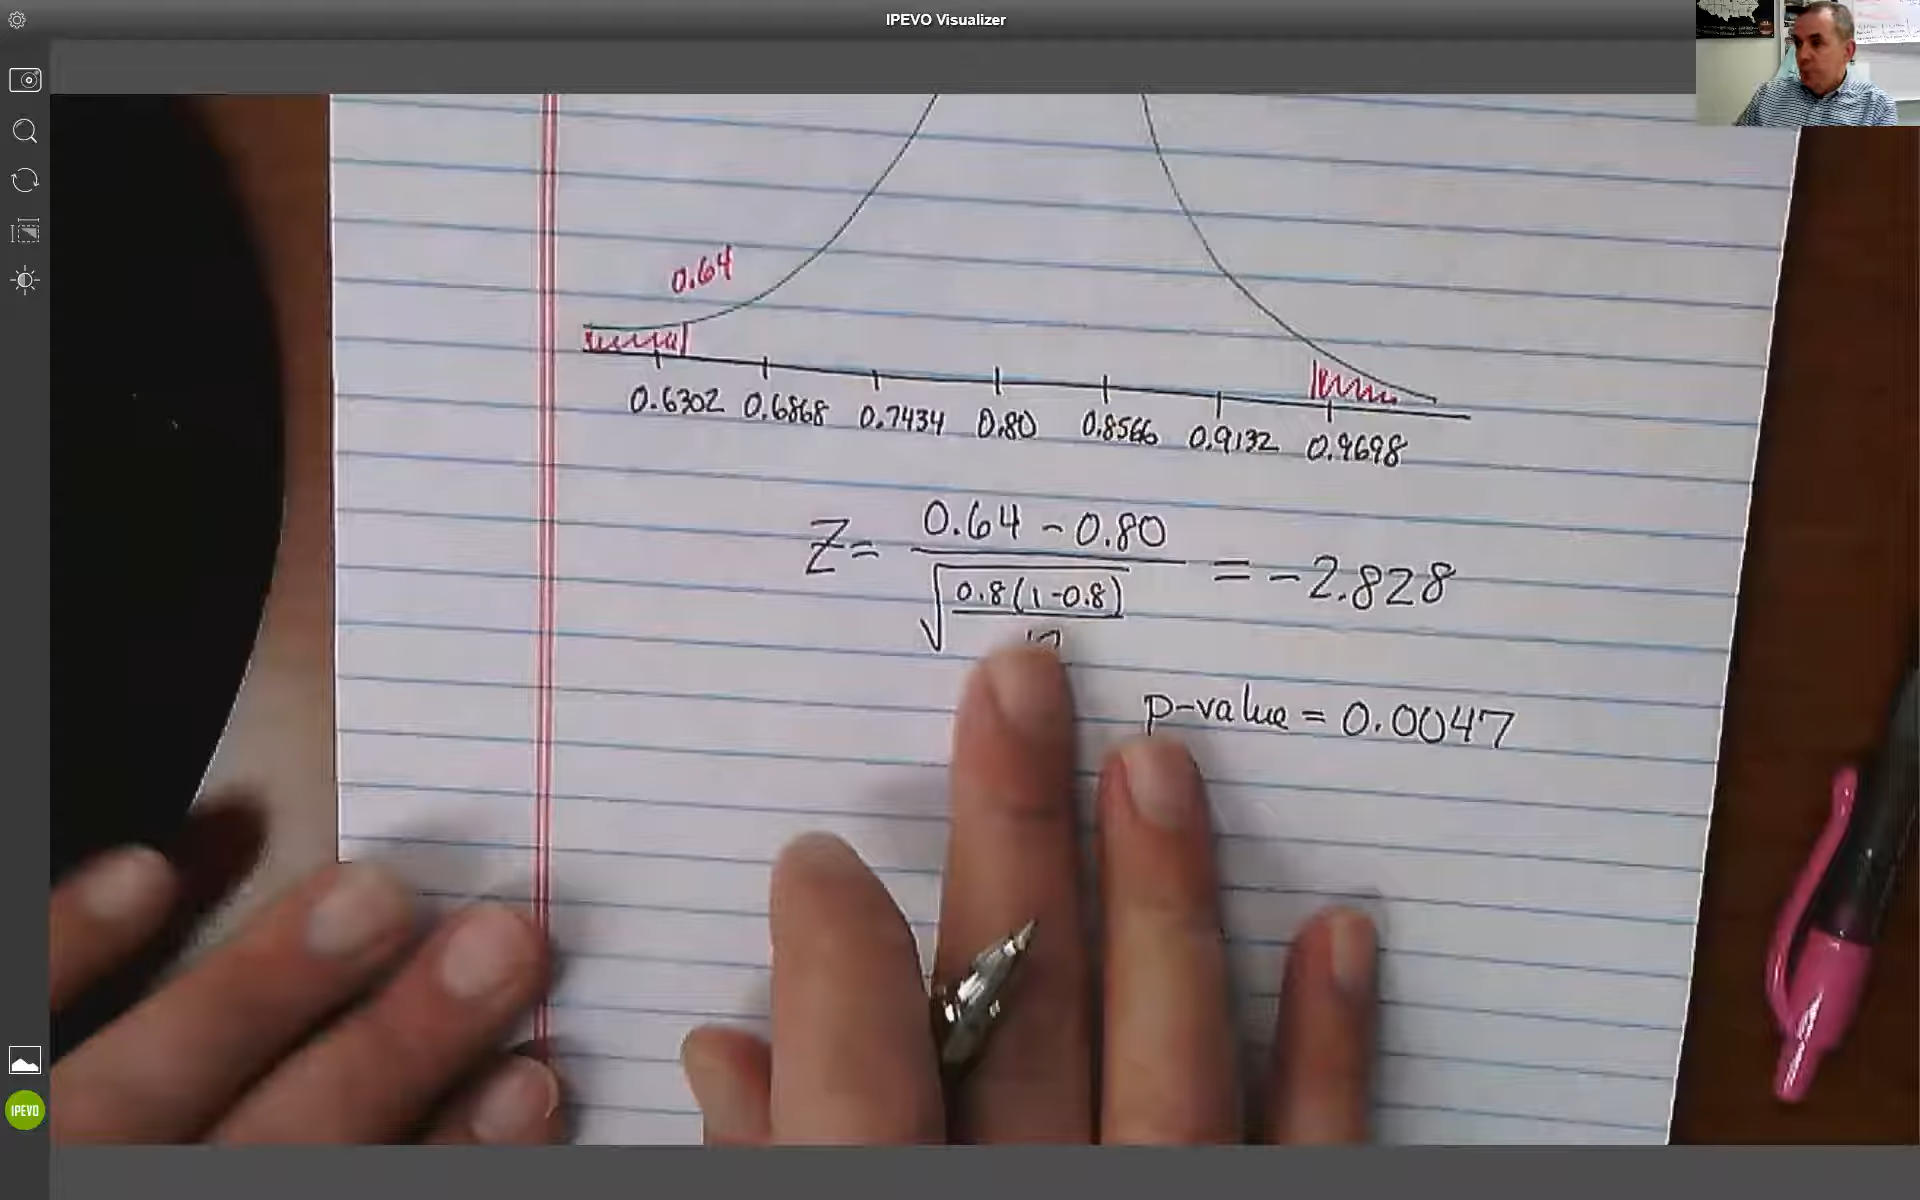 IPEVO Visualizer
0.64
0.6302 0.6868 0.7434 0.80 0.8566 0.9132 0.9698
Z = 0.64 - 0.80 = -2.828
√ 0.8(1-0.8)
p-value = 0.0047
IPEVO